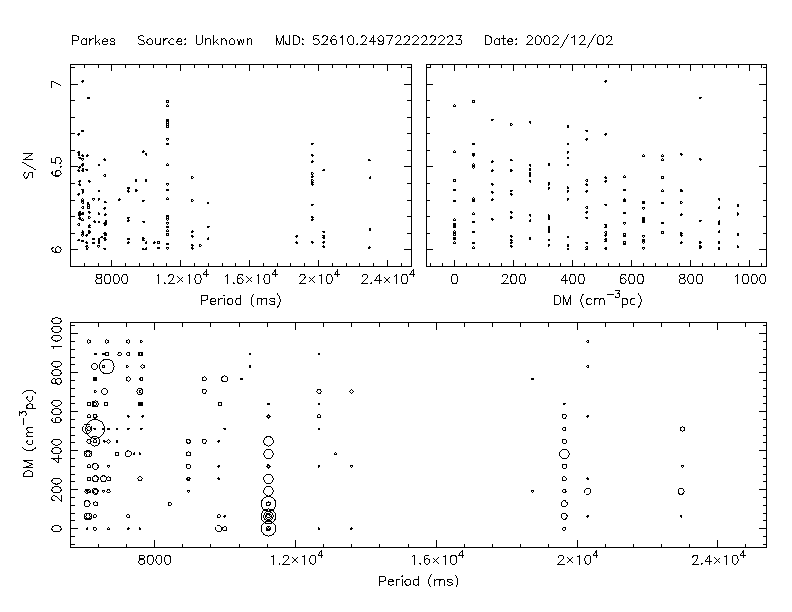 Parkes Source: Unknown MJD: 52610.249722222223 Date: 2002/12/02
7
6.5
6
S/N
8000 1.2×10⁴ 1.6×10⁴ 2×10⁴ 2.4×10⁴
Period (ms)
0 200 400 600 800 1000
DM (cm⁻³pc)
1000
800
600
400
200
0
DM (cm⁻³pc)
8000 1.2×10⁴ 1.6×10⁴ 2×10⁴ 2.4×10⁴
Period (ms)